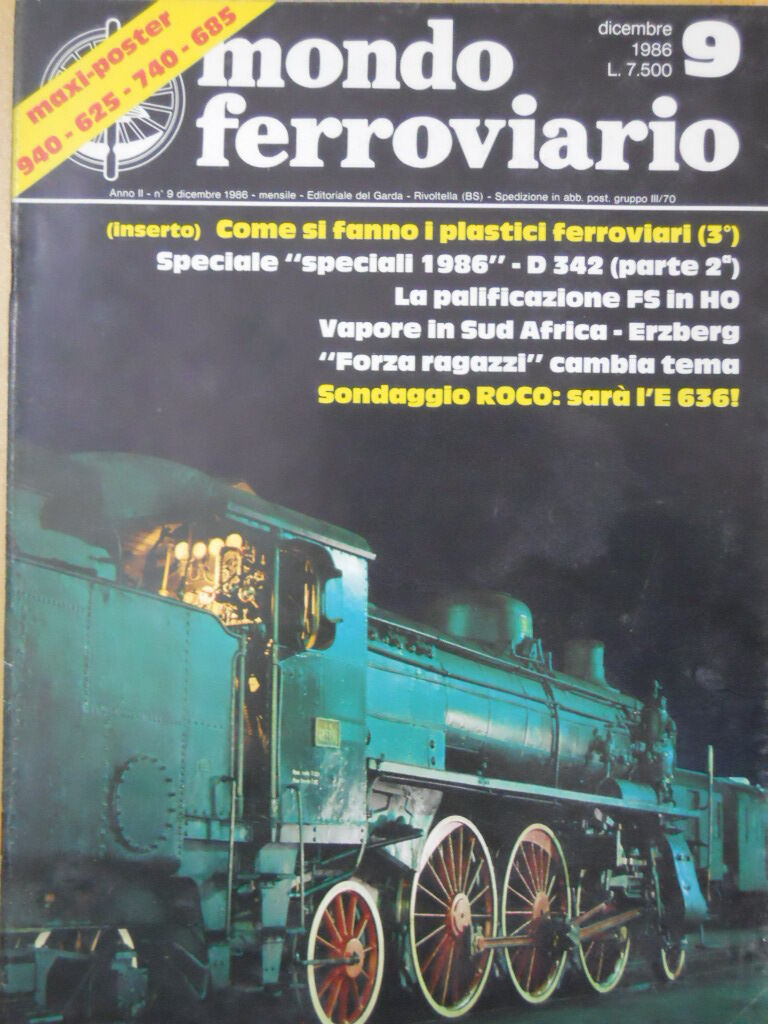 maxi-poster
940 - 625 - 740 - 685
mondo
ferroviario
dicembre
1986
L. 7.500
9
Anno II - n° 9 dicembre 1986 - mensile - Editoriale del Garda - Rivoltella (BS) - Spedizione in abb. post. gruppo III/70
(inserto) Come si fanno i plastici ferroviari (3°)
Speciale "speciali 1986" - D 342 (parte 2ª)
La palificazione FS in HO
Vapore in Sud Africa - Erzberg
"Forza ragazzi" cambia tema
Sondaggio ROCO: sarà l'E 636!